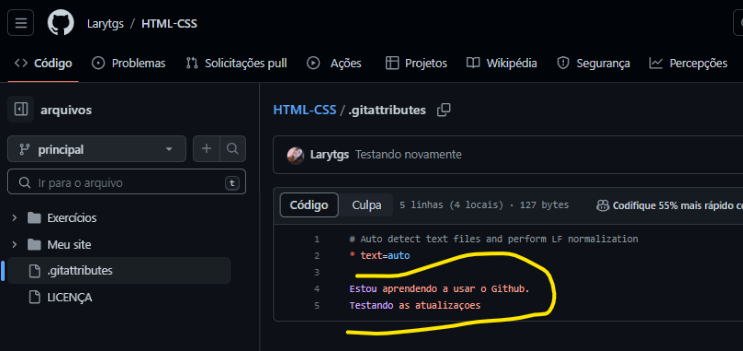 Larytgs / HTML-CSS
Código Problemas Solicitações pull Ações Projetos Wikipédia Segurança Percepções
arquivos
principal
Ir para o arquivo t
Exercícios
Meu site
.gitattributes
LICENÇA
HTML-CSS / .gitattributes
Larytgs Testando novamente
Código Culpa 5 linhas (4 locais) · 127 bytes Codifique 55% mais rápido co
1 # Auto detect text files and perform LF normalization
2 * text=auto
3
4 Estou aprendendo a usar o Github.
5 Testando as atualizaçoes